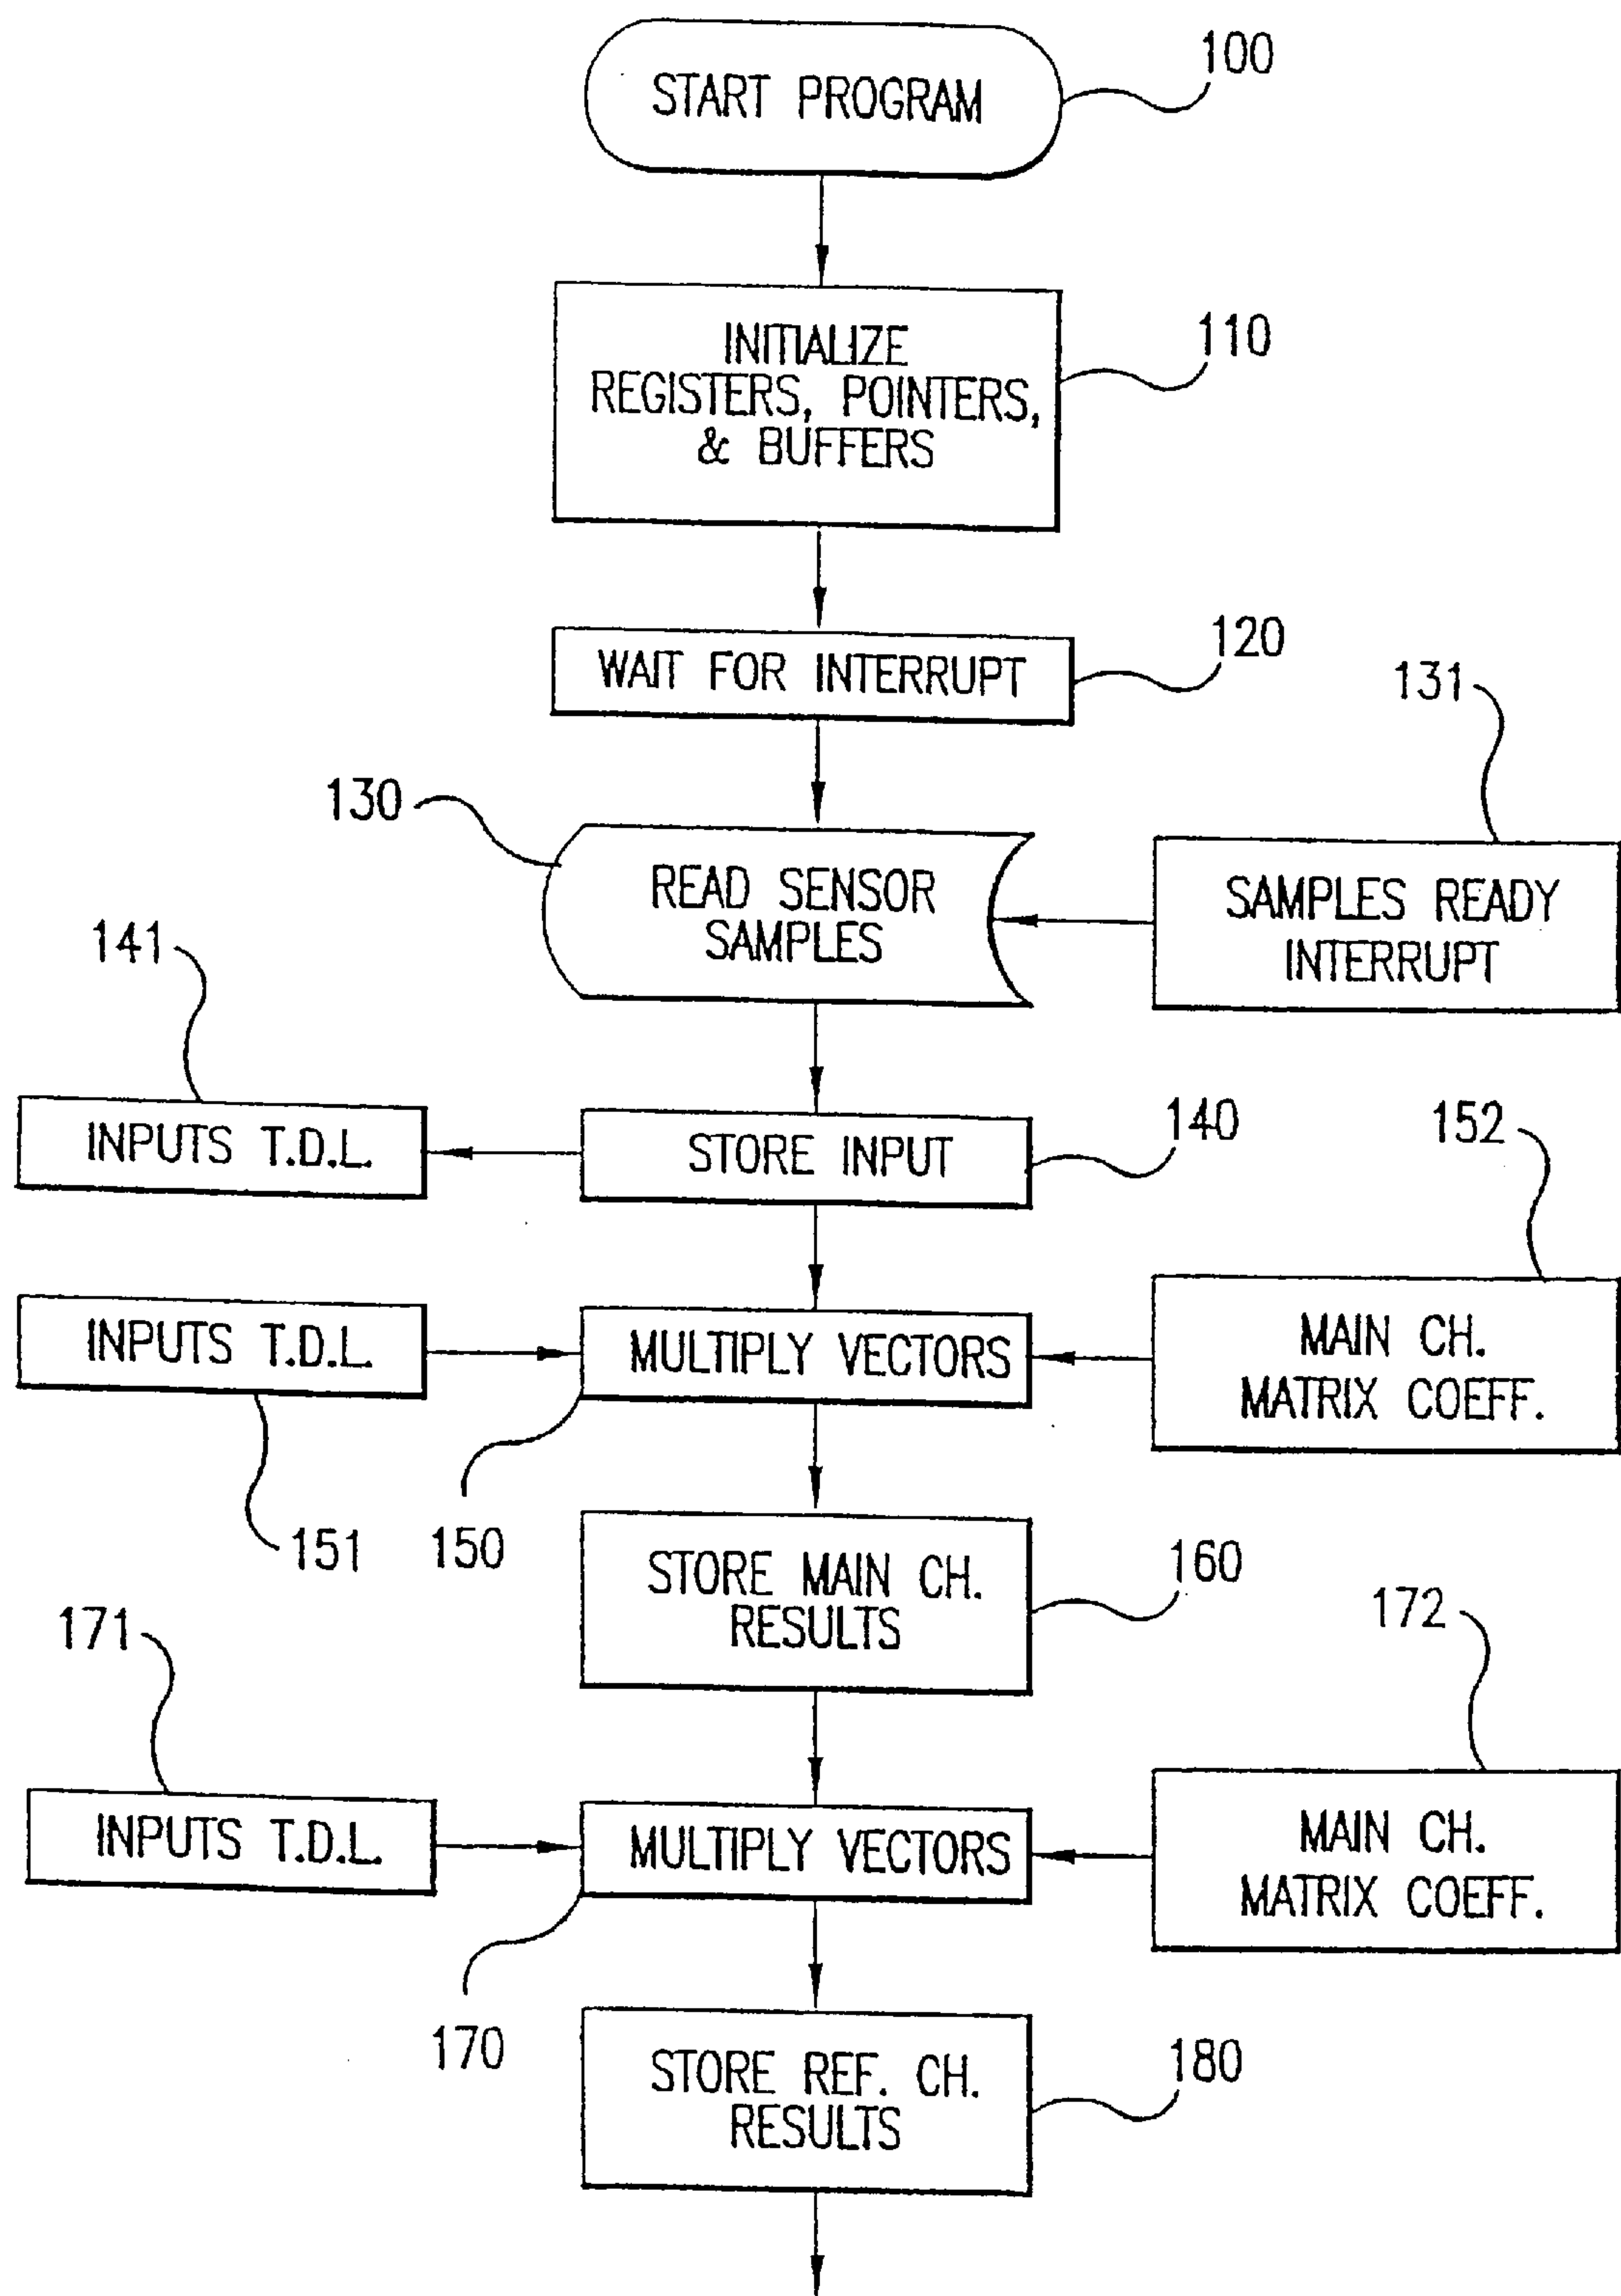 START PROGRAM
100
INITIALIZE
REGISTERS, POINTERS,
& BUFFERS
110
WAIT FOR INTERRUPT
120
131
130
READ SENSOR
SAMPLES
SAMPLES READY
INTERRUPT
141
INPUTS T.D.L.
STORE INPUT
140
152
INPUTS T.D.L.
MULTIPLY VECTORS
MAIN CH.
MATRIX COEFF.
151
150
STORE MAIN CH.
RESULTS
160
171
172
INPUTS T.D.L.
MULTIPLY VECTORS
MAIN CH.
MATRIX COEFF.
170
STORE REF. CH.
RESULTS
180